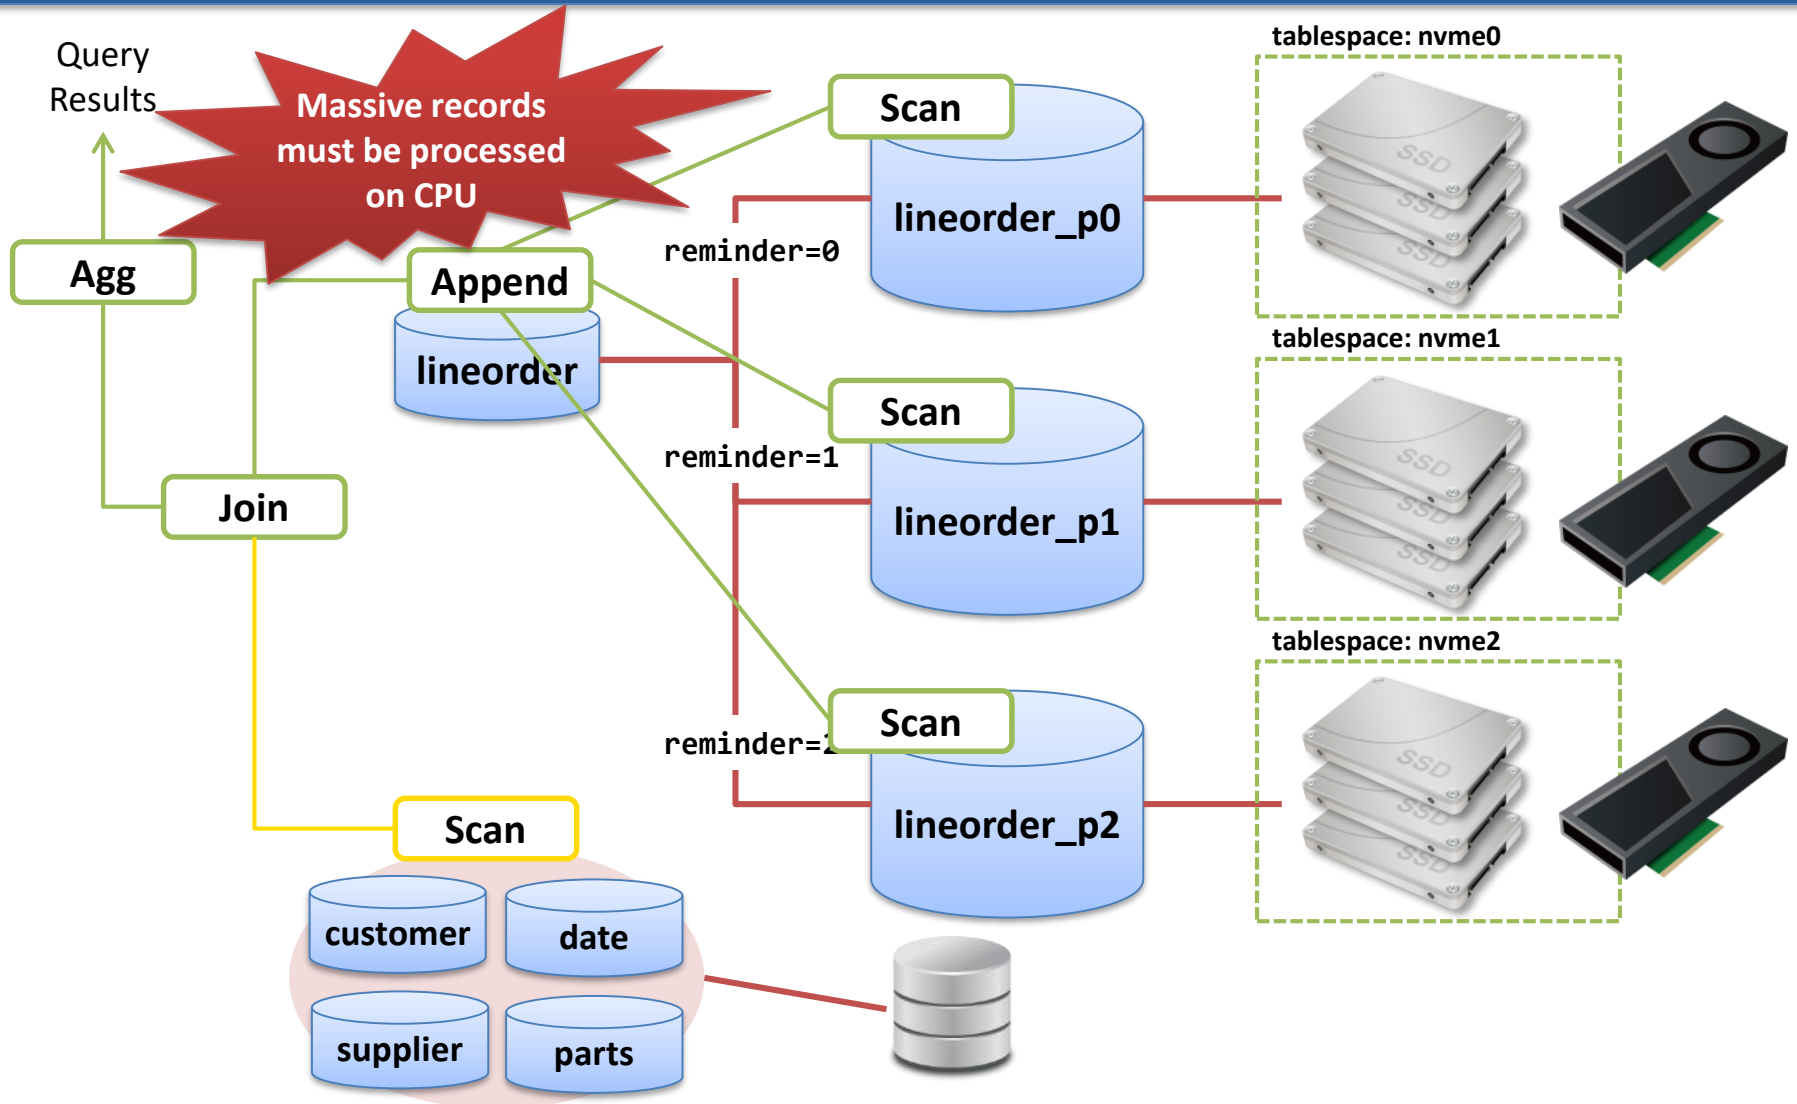 Query
Results
Massive records
must be processed
on CPU
Agg
Append
lineorder
Join
Scan
customer
date
supplier
parts
Scan
lineorder_p0
reminder=0
Scan
lineorder_p1
reminder=1
Scan
lineorder_p2
reminder=2
tablespace: nvme0
SSD
SSD
SSD
tablespace: nvme1
SSD
SSD
SSD
tablespace: nvme2
SSD
SSD
SSD